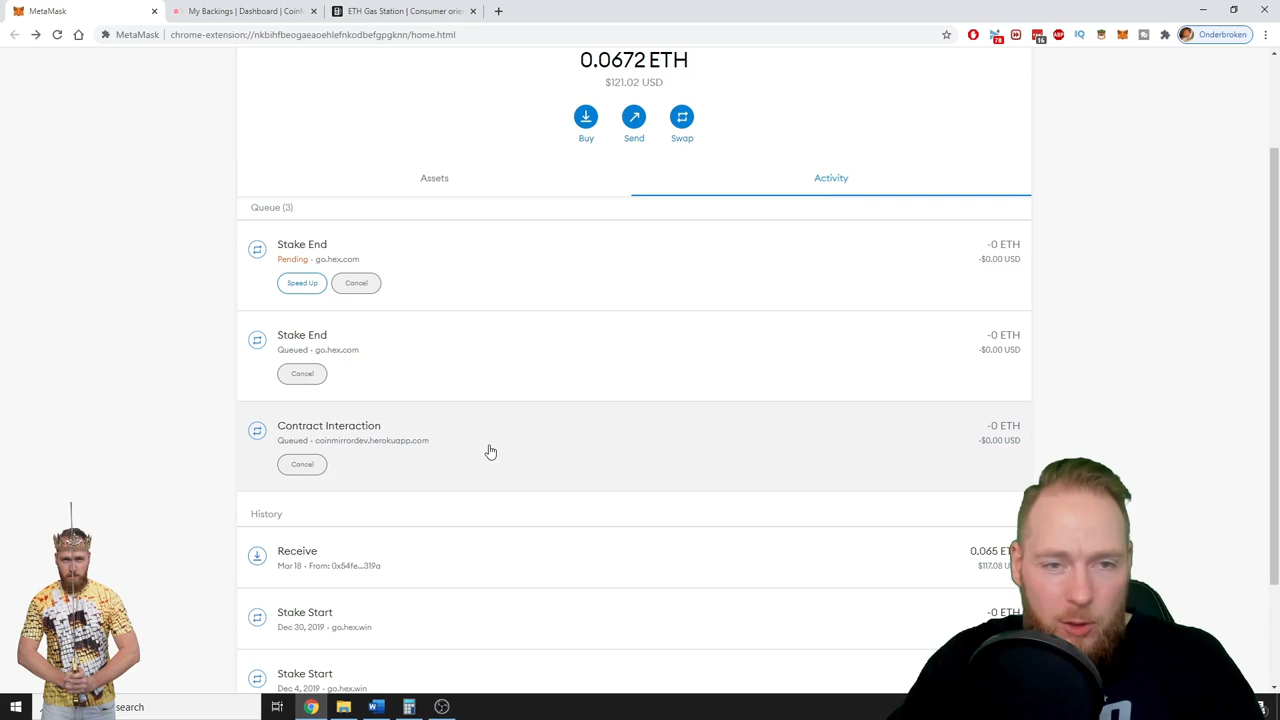 MetaMask
My Backings | Dashboard | Coin
ETH Gas Station | Consumer orie
MetaMask
chrome-extension://nkbihfbeogaeaoehlefnkodbefgpgknn/home.html
78
16
ABP
IQ
Onderbroken
0.0672 ETH
$121.02 USD
Buy
Send
Swap
Assets
Activity
Queue (3)
Stake End
-0 ETH
Pending · go.hex.com
-$0.00 USD
Speed Up
Cancel
Stake End
-0 ETH
Queued · go.hex.com
-$0.00 USD
Cancel
Contract Interaction
-0 ETH
Queued · coinmirrordev.herokuapp.com
-$0.00 USD
Cancel
History
Receive
0.065 ET
Mar 18 · From: 0x54fe...319a
$117.08 U
Stake Start
-0 ETH
Dec 30, 2019 · go.hex.win
Stake Start
Dec 4, 2019 · go.hex.win
search